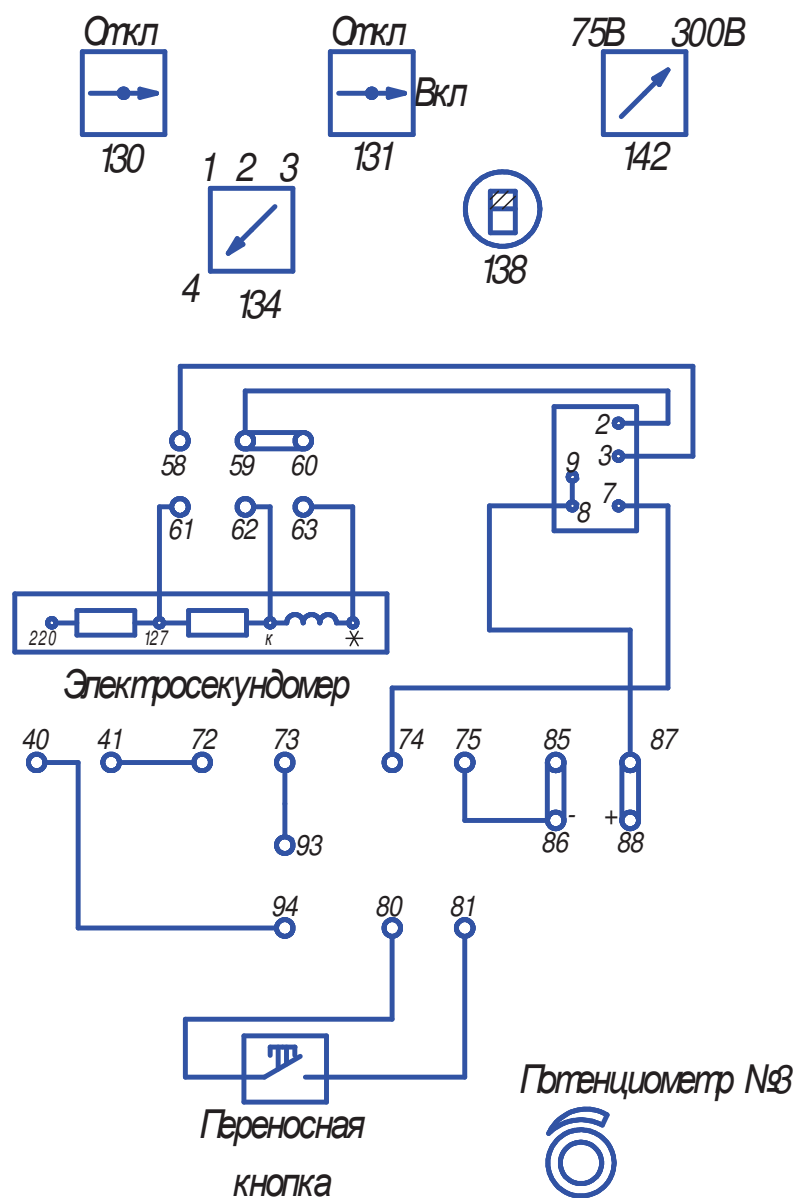 Откл Откл 75В 300В
Вкл
130 131 142
1 2 3
138
4 134
2
58 59 60 3
9
61 62 63 8 7
220 127 к *
Электросекундомер
40 41 72 73 74 75 85 87
- +
93 86 88
94 80 81
Потенциометр №3
Переносная
кнопка